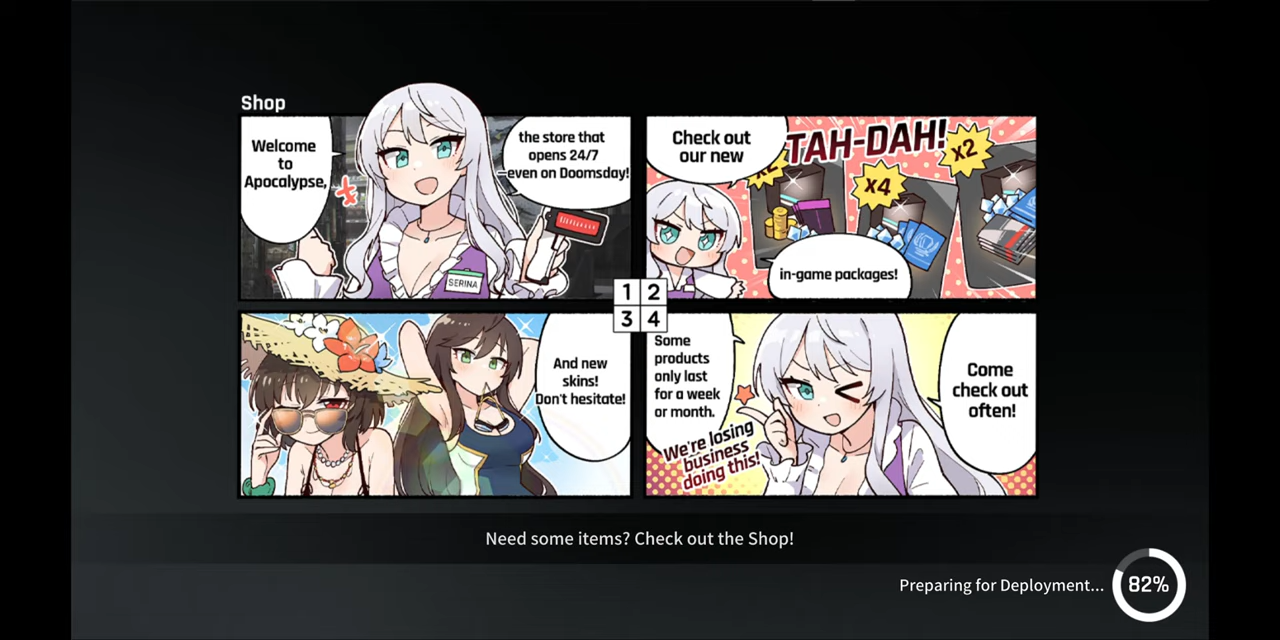 Shop
Welcome
to
Apocalypse,
the store that
opens 24/7
—even on Doomsday!
SERINA
Check out
our new
TAH-DAH!
x2
x4
x2
in-game packages!
1 2
3 4
And new
skins!
Don't hesitate!
Some
products
only last
for a week
or month.
We're losing
business
doing this!
Come
check out
often!
Need some items? Check out the Shop!
Preparing for Deployment...
82%